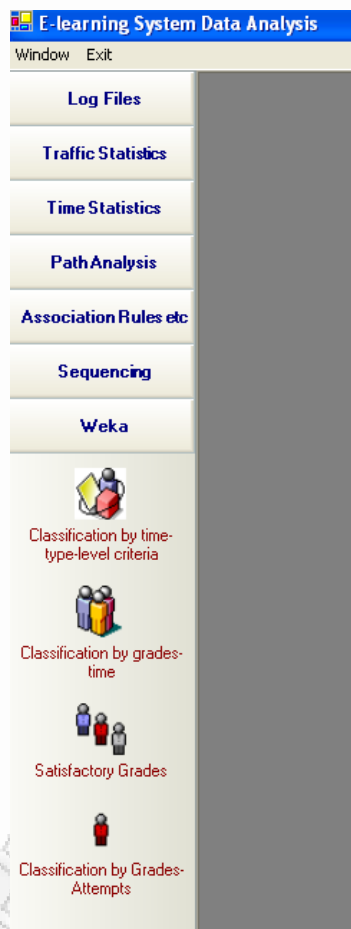 E-learning System Data Analysis
Window Exit
Log Files
Traffic Statistics
Time Statistics
Path Analysis
Association Rules etc
Sequencing
Weka
Classification by time-
type-level criteria
Classification by grades-
time
Satisfactory Grades
Classification by Grades-
Attempts